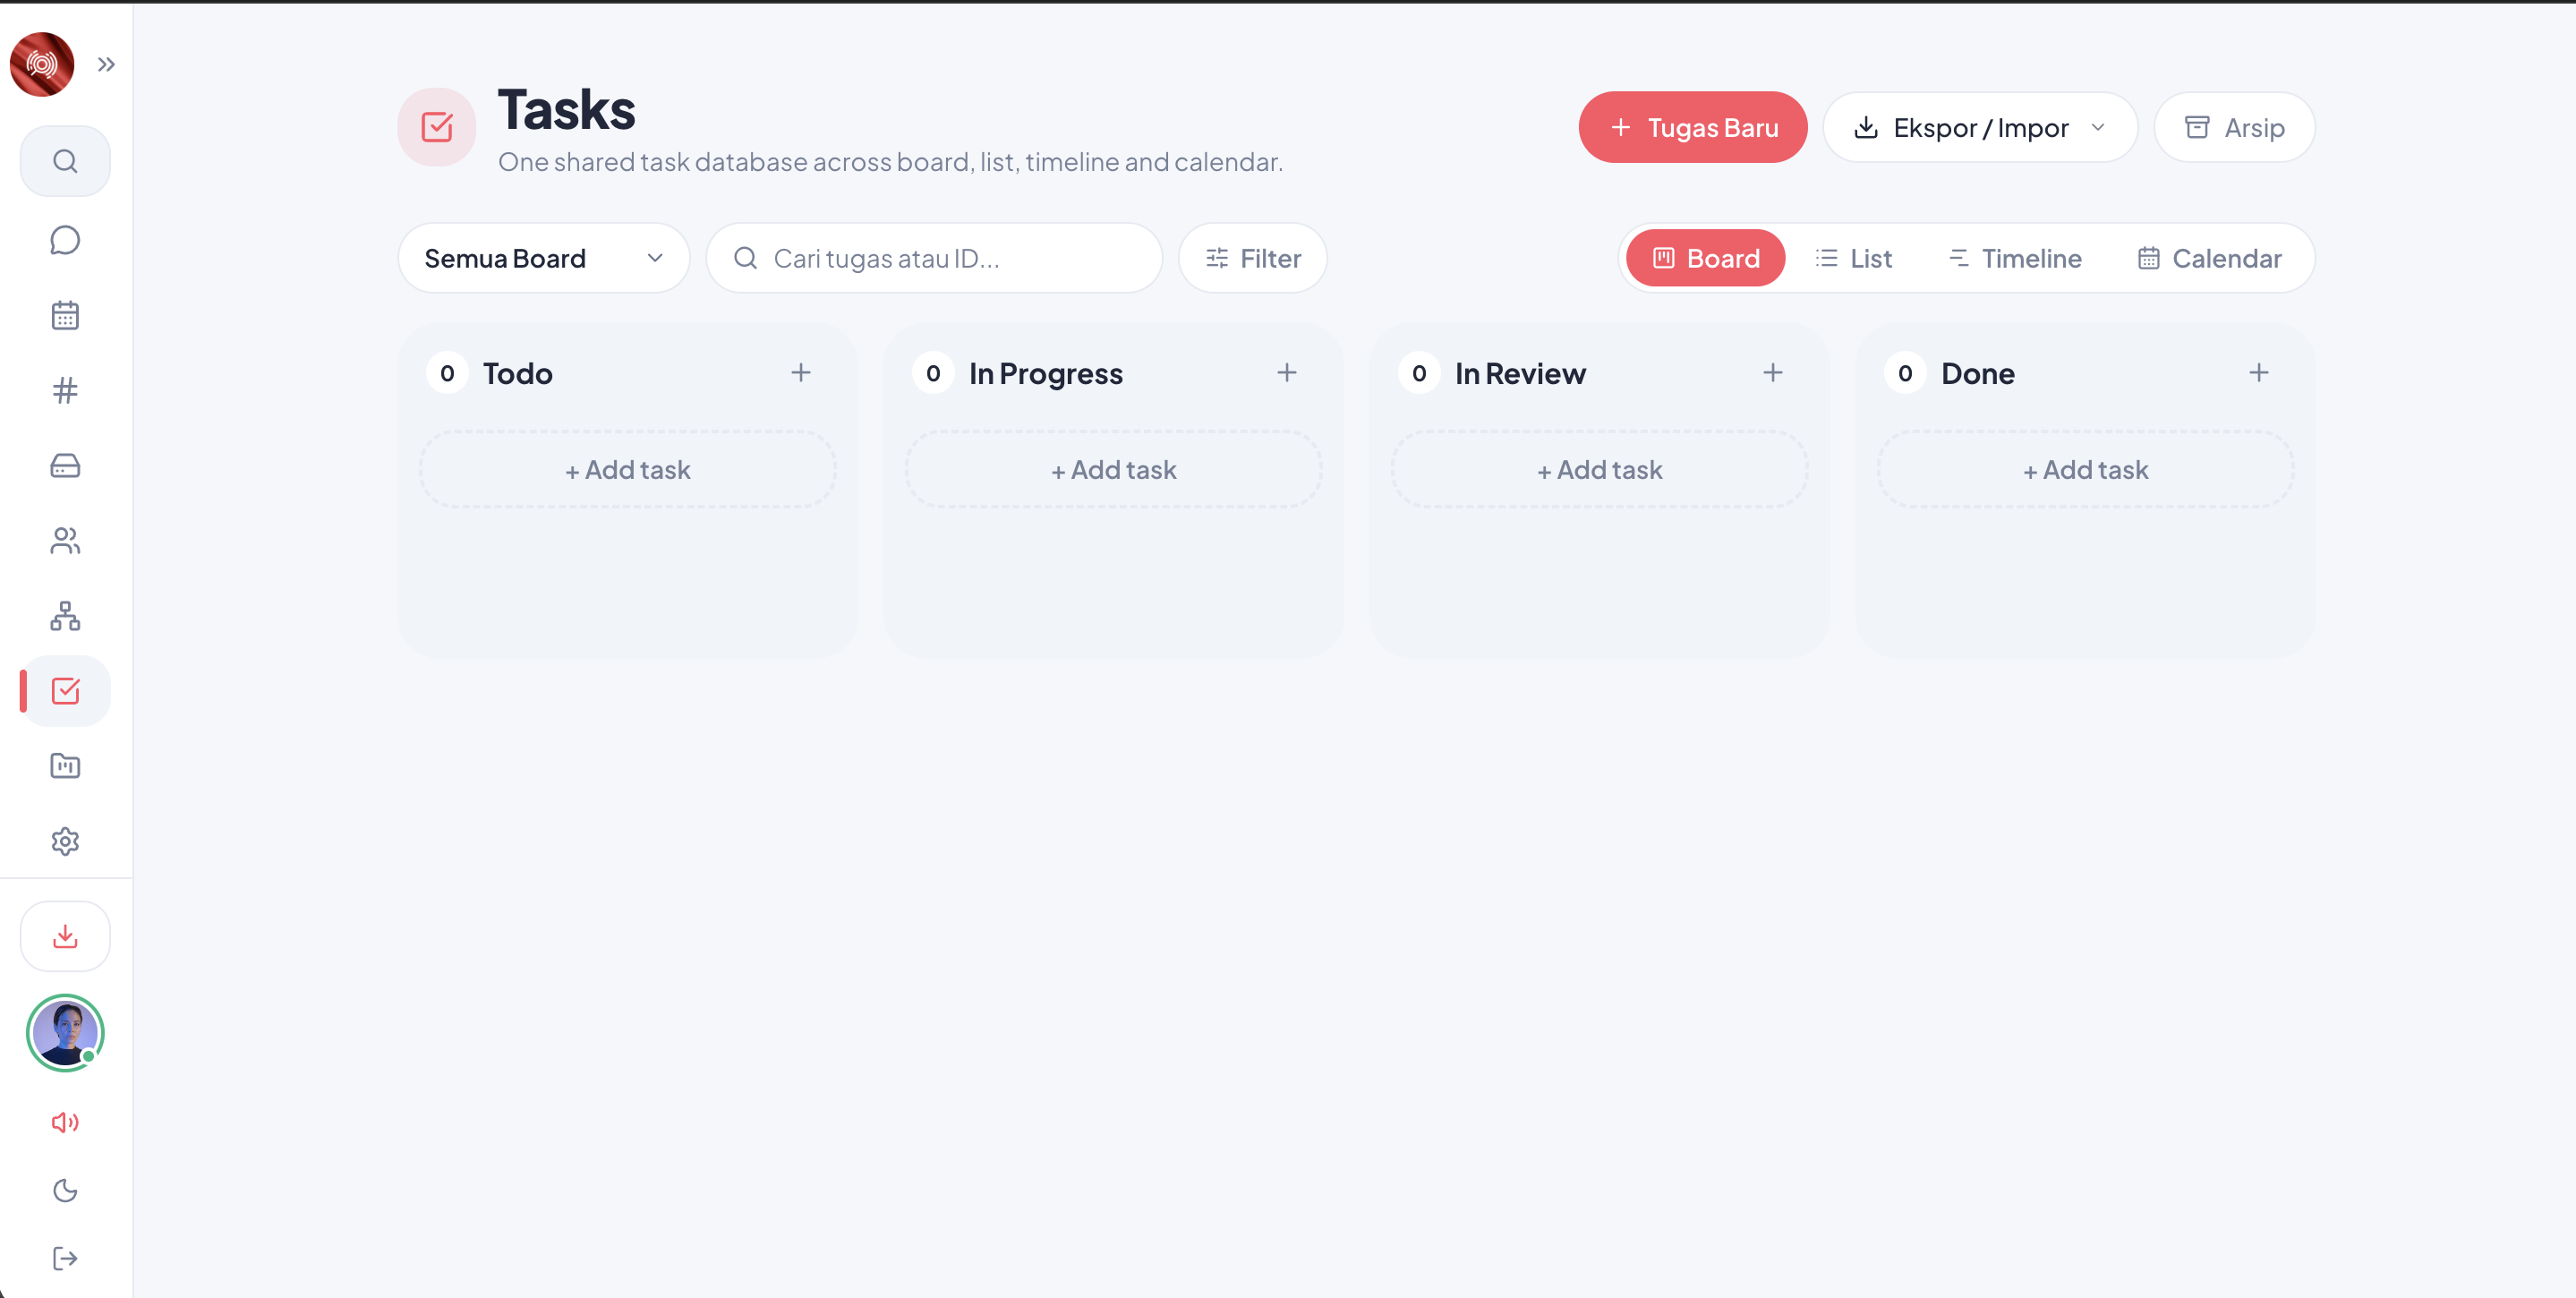 Tasks
One shared task database across board, list, timeline and calendar.
Tugas Baru
Ekspor / Impor
Arsip
Semua Board
Cari tugas atau ID...
Filter
Board
List
Timeline
Calendar
0 Todo
0 In Progress
0 In Review
0 Done
+ Add task
+ Add task
+ Add task
+ Add task